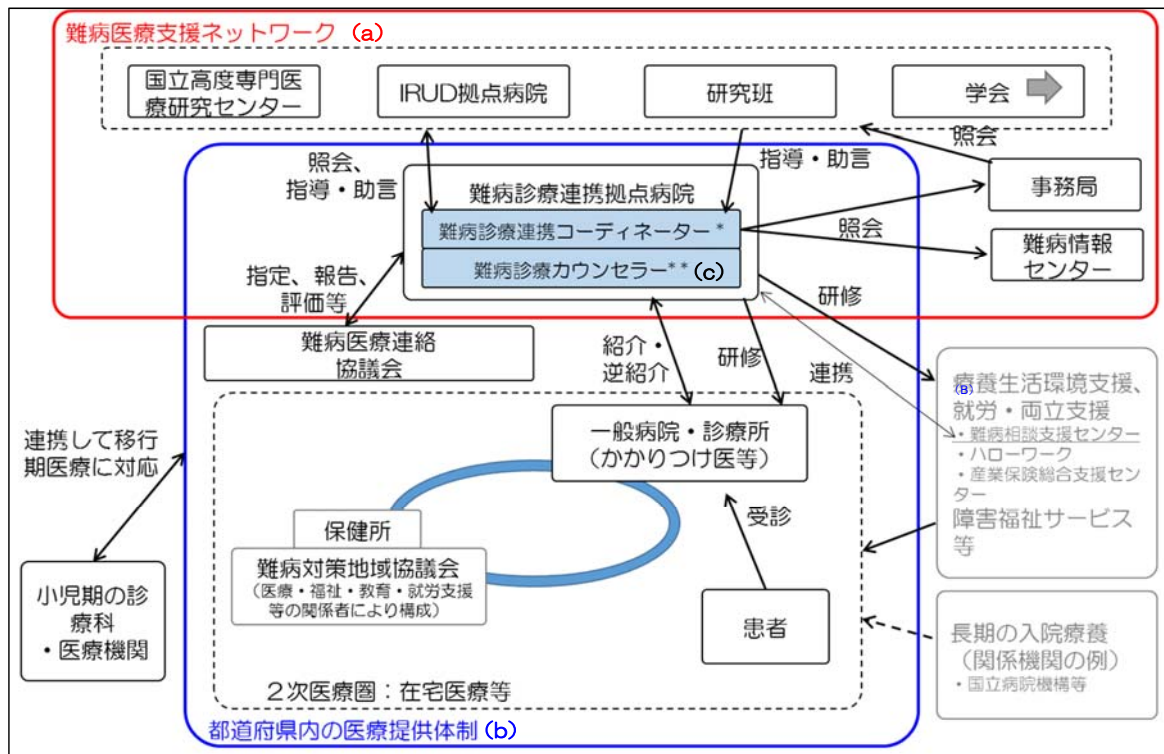 難病医療支援ネットワーク (a)
国立高度専門医
療研究センター
IRUD拠点病院
研究班
学会
照会
照会、
指導・助言
指導・助言
難病診療連携拠点病院
事務局
難病診療連携コーディネーター*
照会
難病情報
センター
難病診療カウンセラー** (c)
指定、報告、
評価等
研修
難病医療連絡
協議会
紹介・
逆紹介
研修
連携
(B)
療養生活環境支援、
就労・両立支援
・難病相談支援センター
・ハローワーク
・産業保険総合支援セン
ター
障害福祉サービス
等
連携して移行
期医療に対応
一般病院・診療所
(かかりつけ医等)
受診
保健所
難病対策地域協議会
(医療・福祉・教育・就労支援
等の関係者により構成)
小児期の診
療科
・医療機関
患者
長期の入院療養
(関係機関の例)
・国立病院機構等
2次医療圏:在宅医療等
都道府県内の医療提供体制 (b)